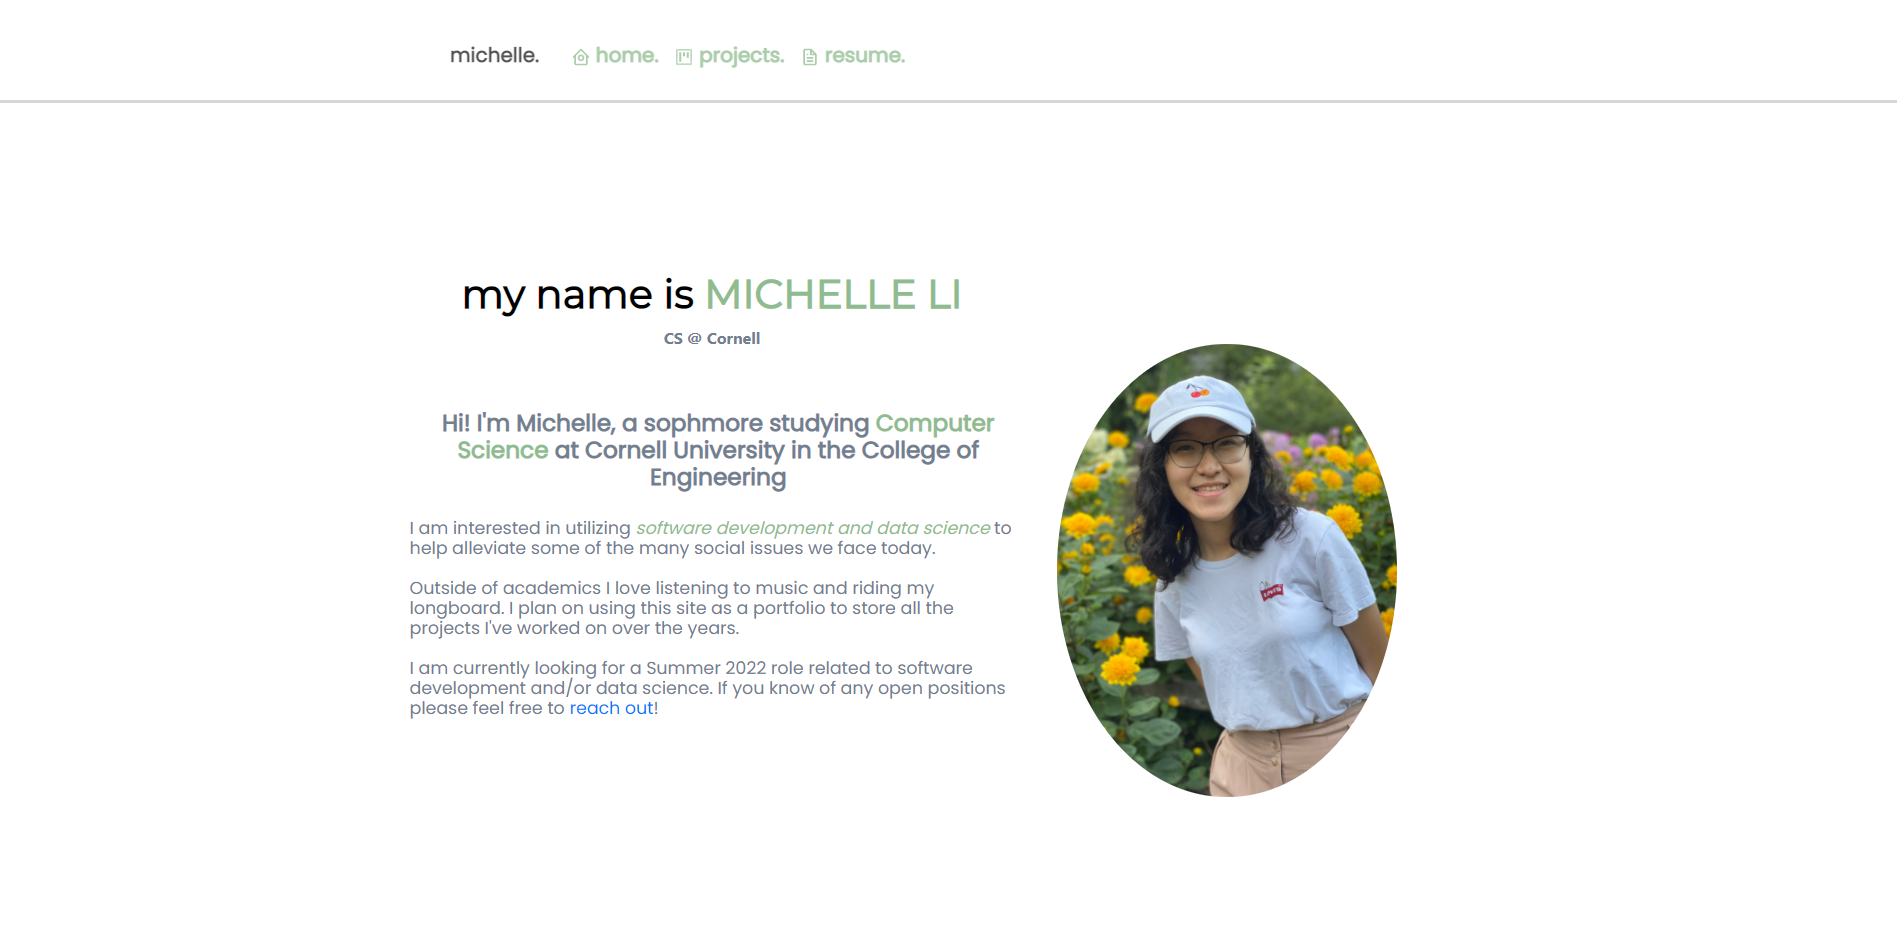 michelle. home. projects. resume.
my name is MICHELLE LI
CS @ Cornell
Hi! I'm Michelle, a sophmore studying Computer
Science at Cornell University in the College of
Engineering
I am interested in utilizing software development and data science to
help alleviate some of the many social issues we face today.
Outside of academics I love listening to music and riding my
longboard. I plan on using this site as a portfolio to store all the
projects I've worked on over the years.
I am currently looking for a Summer 2022 role related to software
development and/or data science. If you know of any open positions
please feel free to reach out!